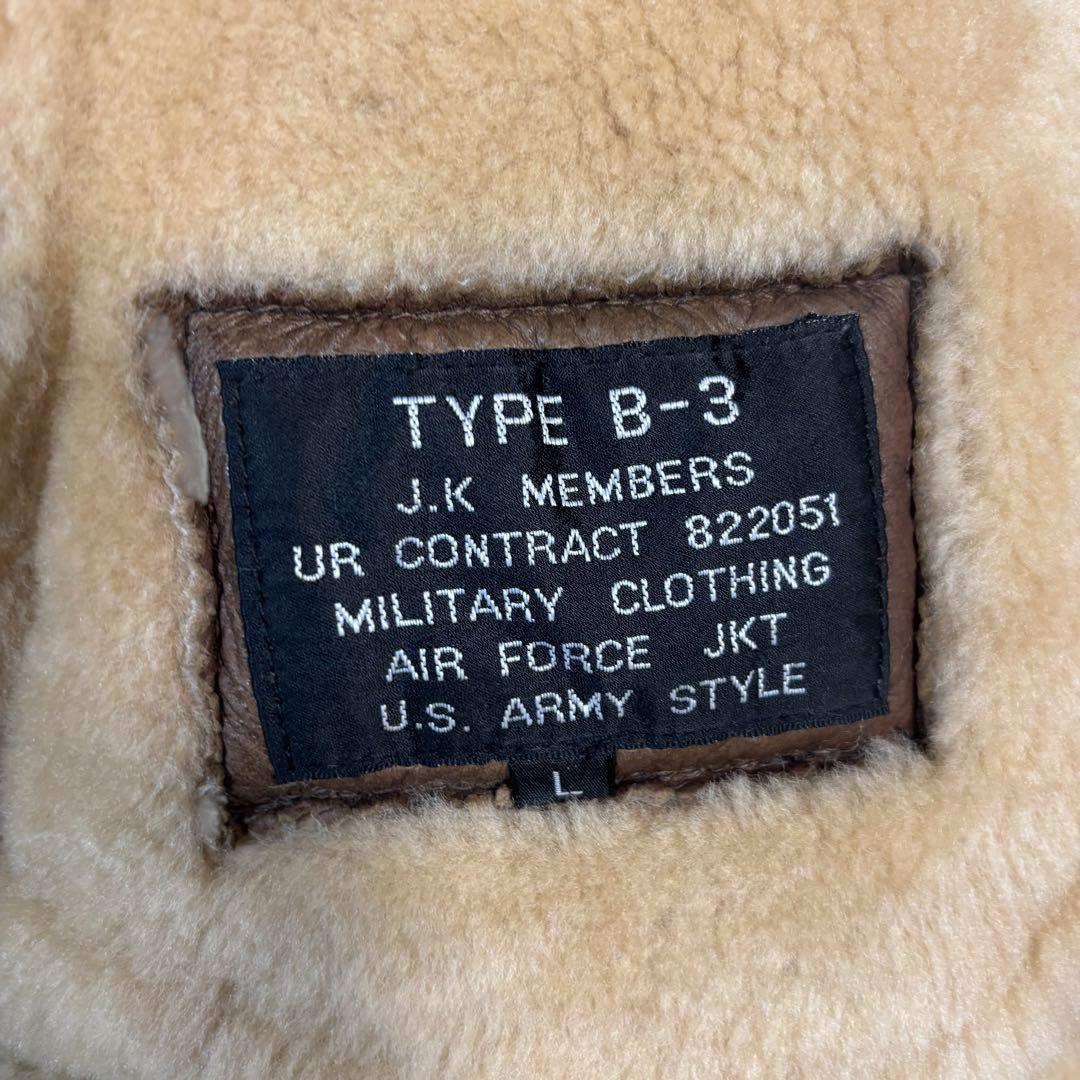 TYPE B-3
J.K MEMBERS
UR CONTRACT 822051
MILITARY CLOTHING
AIR FORCE JKT
U.S. ARMY STYLE
L